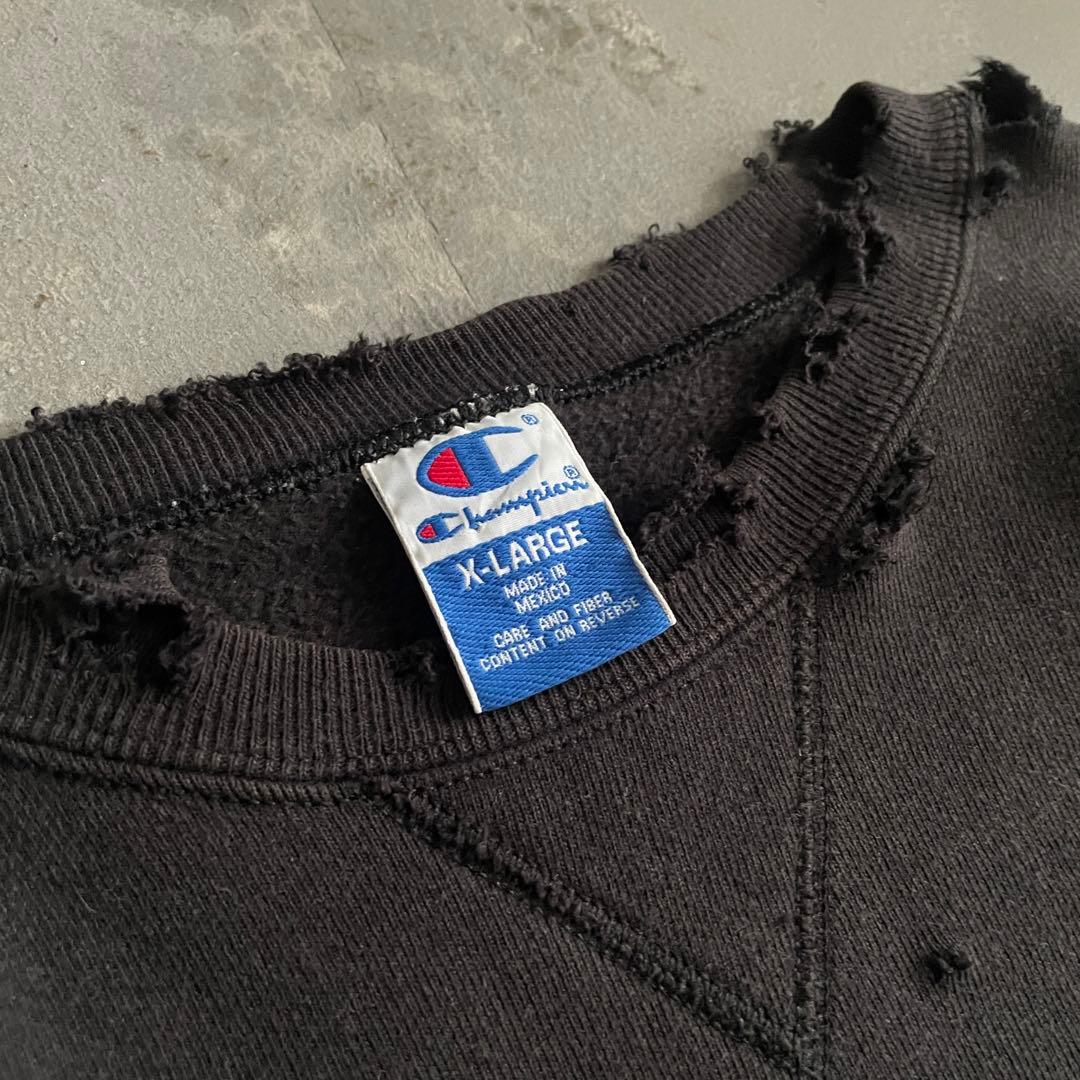 ®
Champion®
X-LARGE
MADE IN
MEXICO
CARE AND FIBER
CONTENT ON REVERSE